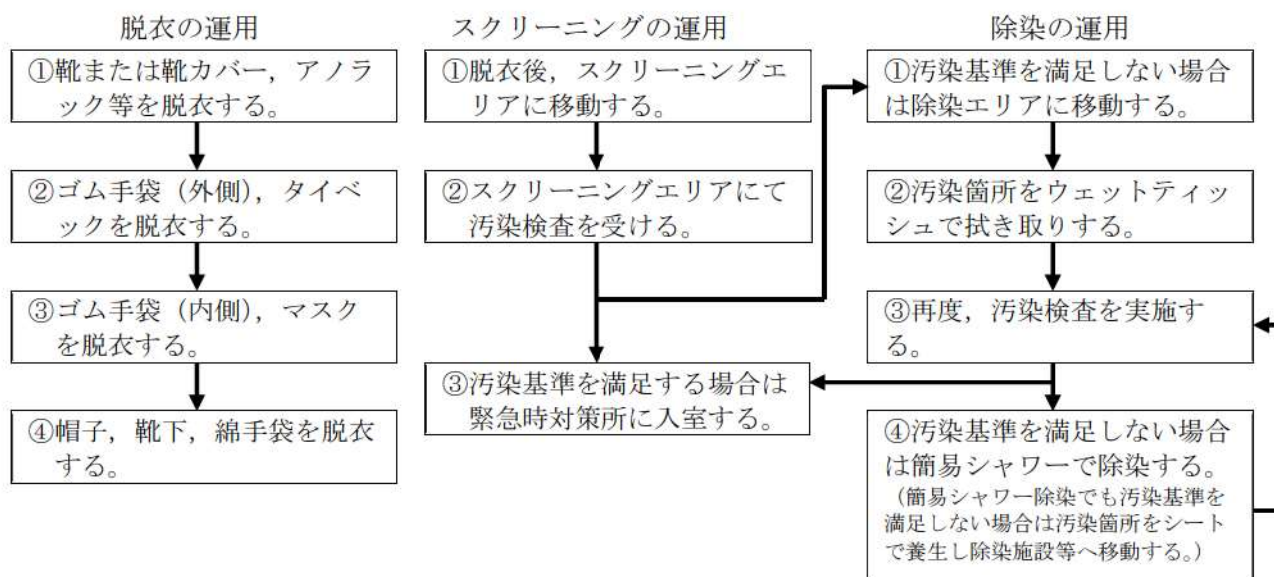 脱衣の運用
①靴または靴カバー，アノラ
ック等を脱衣する。
②ゴム手袋（外側），タイベ
ックを脱衣する。
③ゴム手袋（内側），マスク
を脱衣する。
④帽子，靴下，綿手袋を脱衣
する。
スクリーニングの運用
①脱衣後，スクリーニングエ
リアに移動する。
②スクリーニングエリアにて
汚染検査を受ける。
③汚染基準を満足する場合は
緊急時対策所に入室する。
除染の運用
①汚染基準を満足しない場合
は除染エリアに移動する。
②汚染箇所をウェットティッ
シュで拭き取りする。
③再度，汚染検査を実施す
る。
④汚染基準を満足しない場合
は簡易シャワーで除染する。
（簡易シャワー除染でも汚染基準を
満足しない場合は汚染箇所をシート
で養生し除染施設等へ移動する。）